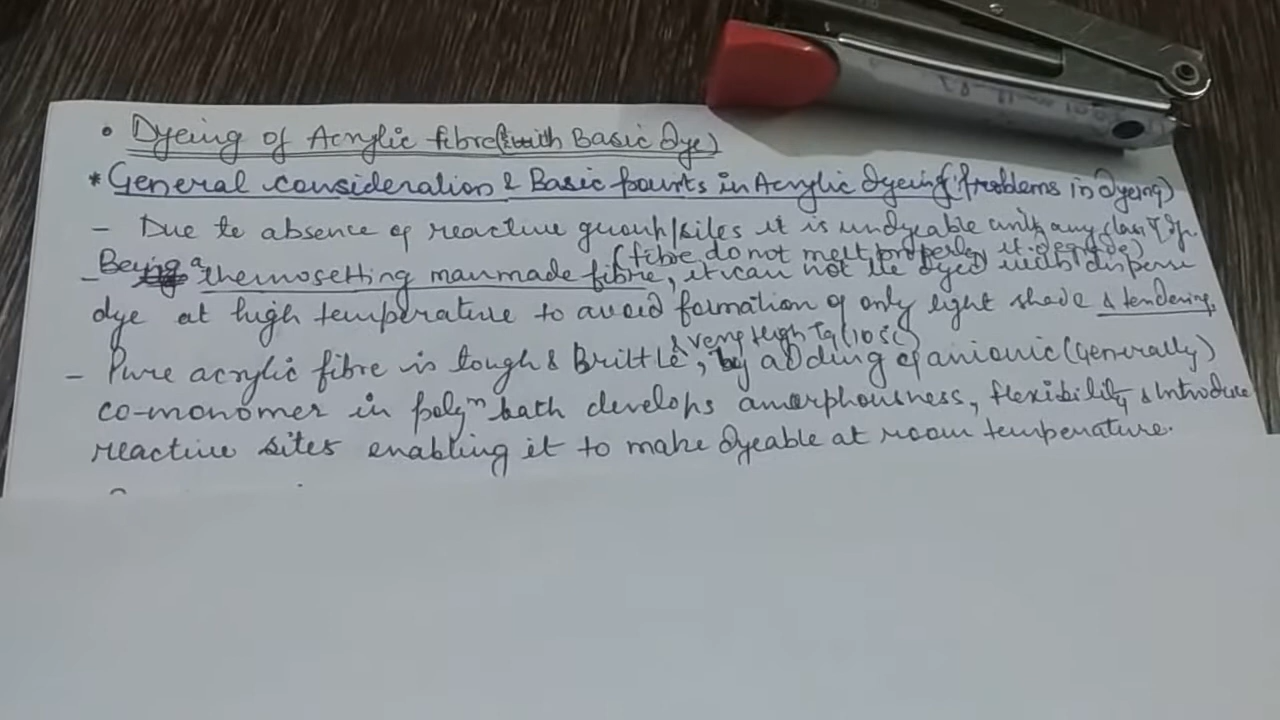 • Dyeing of Acrylic fibre (with Basic Dye)
* General consideration & Basic points in Acrylic Dyeing (Problems in Dyeing)
- Due to absence of reactive group/sites it is undyeable with any class of dye.
(fibre do not melt properly it degrade)
- Being a thermosetting manmade fibre, it can not be dyed with disperse
dye at high temperature to avoid formation of only light shade & tendering.
& very high Tg (105c)
- Pure acrylic fibre is tough & Brittle, by adding of anionic (Generally)
co-monomer in polyⁿ bath develops amorphousness, flexibility & Introduce
reactive sites enabling it to make dyeable at room temperature.